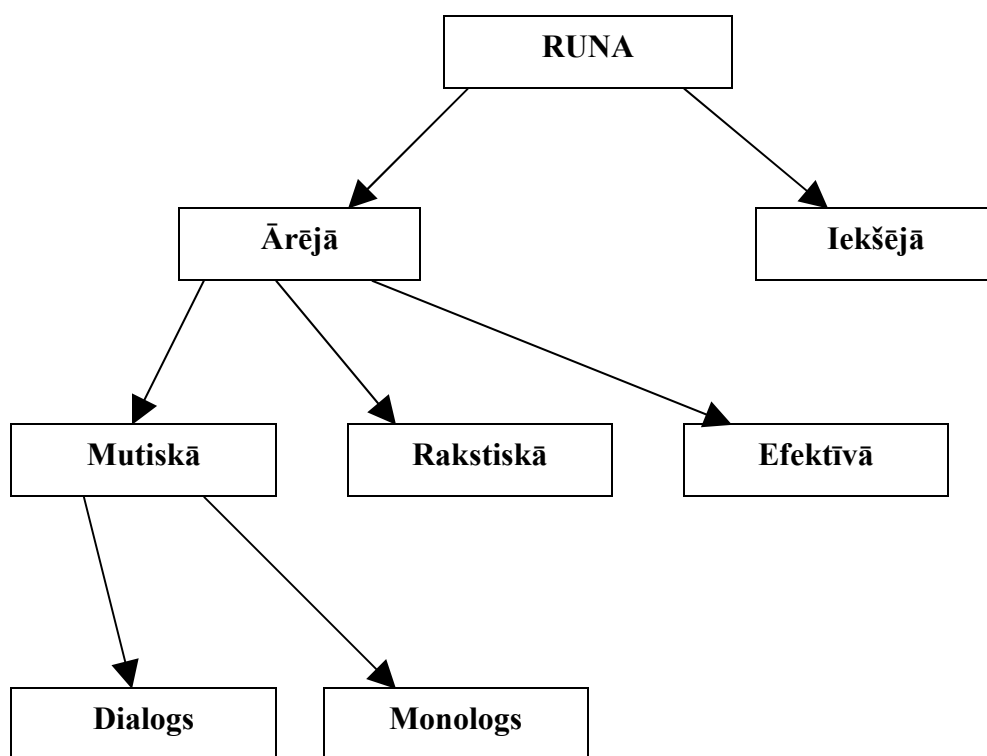 RUNA
Ārējā
Iekšējā
Mutiskā
Rakstiskā
Efektīvā
Dialogs
Monologs